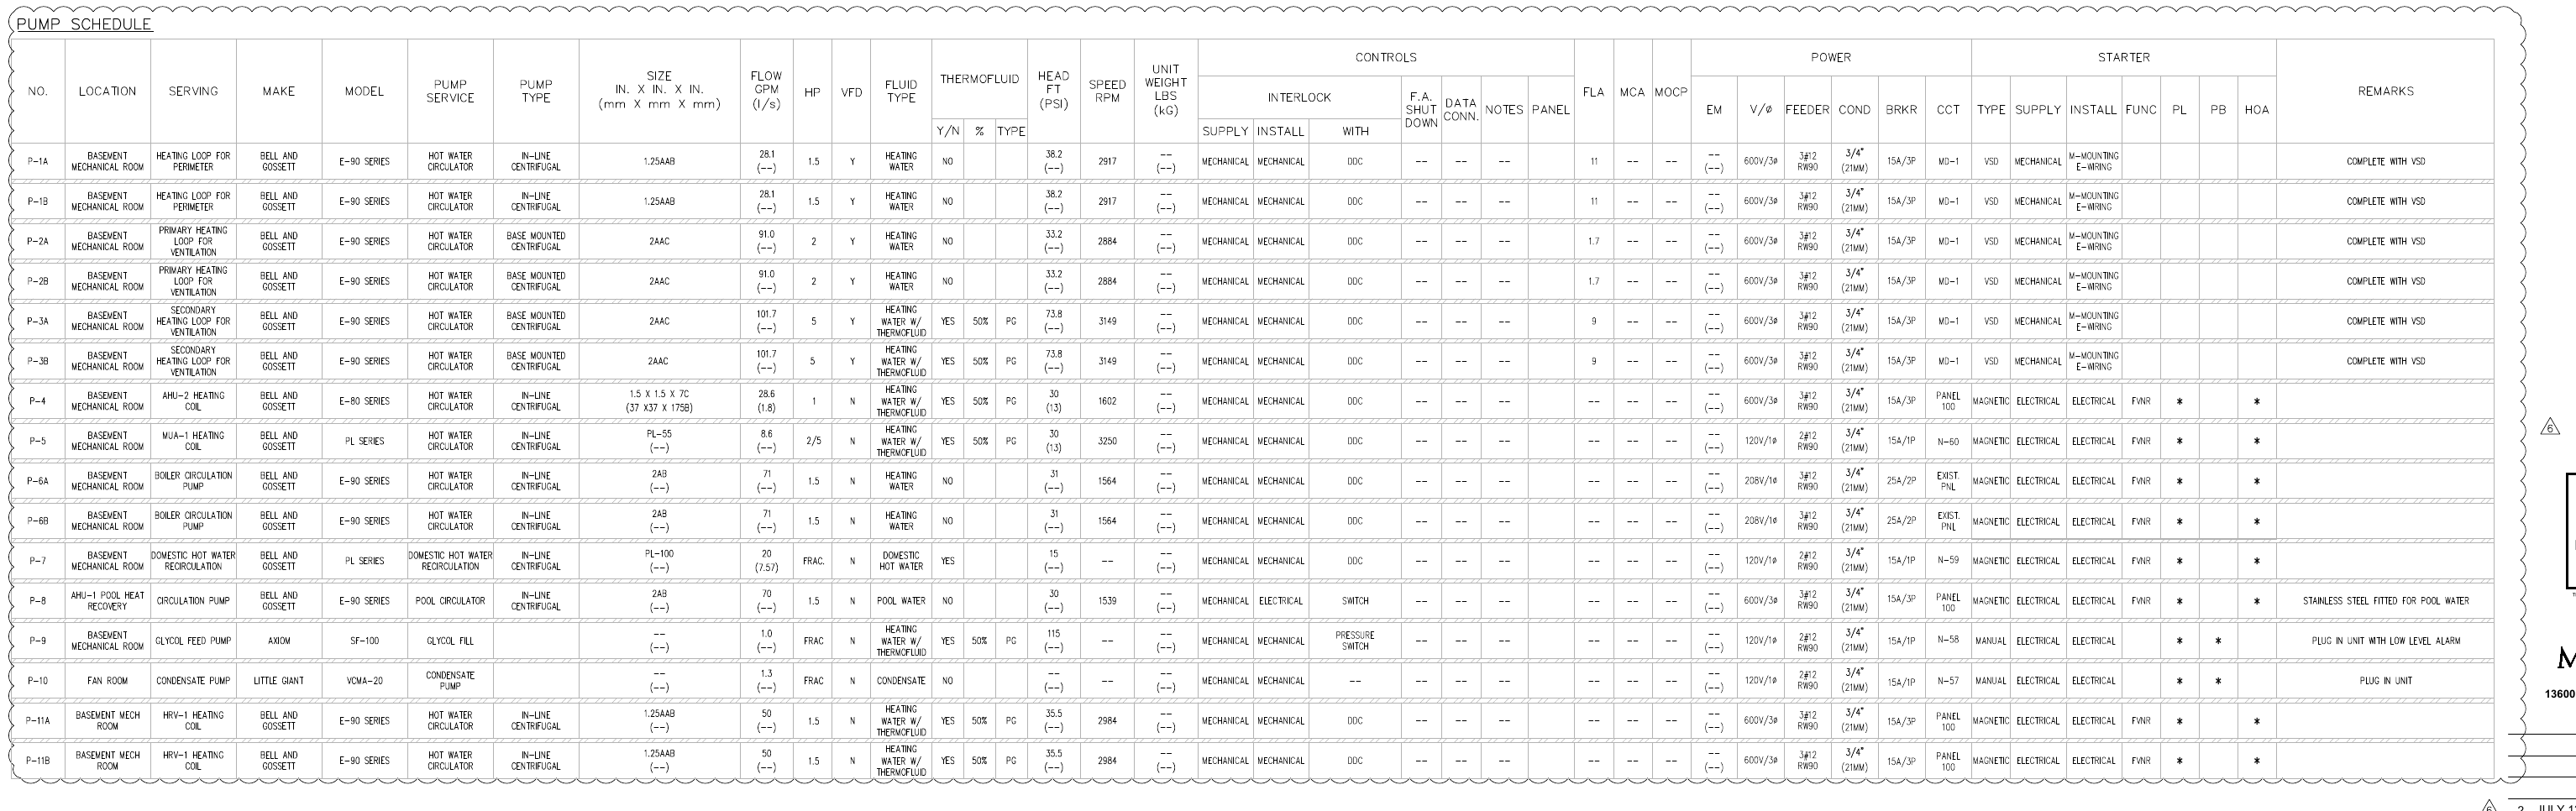 PUMP SCHEDULE
NO. LOCATION SERVING MAKE MODEL PUMP SERVICE PUMP TYPE SIZE IN. X IN. X IN. (mm X mm X mm) FLOW GPM (l/s) HP VFD FLUID TYPE THERMOFLUID Y/N % TYPE HEAD FT (PSI) SPEED RPM UNIT WEIGHT LBS (kG) CONTROLS INTERLOCK SUPPLY INSTALL WITH F.A. SHUT DOWN DATA CONN. NOTES PANEL FLA MCA MOCP POWER EM V/ø FEEDER COND BRKR CCT STARTER TYPE SUPPLY INSTALL FUNC PL PB HOA REMARKS
P-1A BASEMENT MECHANICAL ROOM HEATING LOOP FOR PERIMETER BELL AND GOSSETT E-90 SERIES HOT WATER CIRCULATOR IN-LINE CENTRIFUGAL 1.25AAB 28.1 (--) 1.5 Y HEATING WATER NO 38.2 (--) 2917 -- (--) MECHANICAL MECHANICAL DDC -- -- -- 11 -- -- -- (--) 600V/3ø 3#12 RW90 3/4" (21MM) 15A/3P MD-1 VSD MECHANICAL M-MOUNTING E-WIRING COMPLETE WITH VSD
P-1B BASEMENT MECHANICAL ROOM HEATING LOOP FOR PERIMETER BELL AND GOSSETT E-90 SERIES HOT WATER CIRCULATOR IN-LINE CENTRIFUGAL 1.25AAB 28.1 (--) 1.5 Y HEATING WATER NO 38.2 (--) 2917 -- (--) MECHANICAL MECHANICAL DDC -- -- -- 11 -- -- -- (--) 600V/3ø 3#12 RW90 3/4" (21MM) 15A/3P MD-1 VSD MECHANICAL M-MOUNTING E-WIRING COMPLETE WITH VSD
P-2A BASEMENT MECHANICAL ROOM PRIMARY HEATING LOOP FOR VENTILATION BELL AND GOSSETT E-90 SERIES HOT WATER CIRCULATOR BASE MOUNTED CENTRIFUGAL 2AAC 91.0 (--) 2 Y HEATING WATER NO 33.2 (--) 2884 -- (--) MECHANICAL MECHANICAL DDC -- -- -- 1.7 -- -- -- (--) 600V/3ø 3#12 RW90 3/4" (21MM) 15A/3P MD-1 VSD MECHANICAL M-MOUNTING E-WIRING COMPLETE WITH VSD
P-2B BASEMENT MECHANICAL ROOM PRIMARY HEATING LOOP FOR VENTILATION BELL AND GOSSETT E-90 SERIES HOT WATER CIRCULATOR BASE MOUNTED CENTRIFUGAL 2AAC 91.0 (--) 2 Y HEATING WATER NO 33.2 (--) 2884 -- (--) MECHANICAL MECHANICAL DDC -- -- -- 1.7 -- -- -- (--) 600V/3ø 3#12 RW90 3/4" (21MM) 15A/3P MD-1 VSD MECHANICAL M-MOUNTING E-WIRING COMPLETE WITH VSD
P-3A BASEMENT MECHANICAL ROOM SECONDARY HEATING LOOP FOR VENTILATION BELL AND GOSSETT E-90 SERIES HOT WATER CIRCULATOR BASE MOUNTED CENTRIFUGAL 2AAC 101.7 (--) 5 Y HEATING WATER W/ THERMOFLUID YES 50% PG 73.8 (--) 3149 -- (--) MECHANICAL MECHANICAL DDC -- -- -- 9 -- -- -- (--) 600V/3ø 3#12 RW90 3/4" (21MM) 15A/3P MD-1 VSD MECHANICAL M-MOUNTING E-WIRING COMPLETE WITH VSD
P-3B BASEMENT MECHANICAL ROOM SECONDARY HEATING LOOP FOR VENTILATION BELL AND GOSSETT E-90 SERIES HOT WATER CIRCULATOR BASE MOUNTED CENTRIFUGAL 2AAC 101.7 (--) 5 Y HEATING WATER W/ THERMOFLUID YES 50% PG 73.8 (--) 3149 -- (--) MECHANICAL MECHANICAL DDC -- -- -- 9 -- -- -- (--) 600V/3ø 3#12 RW90 3/4" (21MM) 15A/3P MD-1 VSD MECHANICAL M-MOUNTING E-WIRING COMPLETE WITH VSD
P-4 BASEMENT MECHANICAL ROOM AHU-2 HEATING COIL BELL AND GOSSETT E-80 SERIES HOT WATER CIRCULATOR IN-LINE CENTRIFUGAL 1.5 X 1.5 X 7C (37 X37 X 175B) 28.6 (1.8) 1 N HEATING WATER W/ THERMOFLUID YES 50% PG 30 (13) 1602 -- (--) MECHANICAL MECHANICAL DDC -- -- -- -- -- -- -- (--) 600V/3ø 3#12 RW90 3/4" (21MM) 15A/3P PANEL 100 MAGNETIC ELECTRICAL ELECTRICAL FVNR * *
P-5 BASEMENT MECHANICAL ROOM MUA-1 HEATING COIL BELL AND GOSSETT PL SERIES HOT WATER CIRCULATOR IN-LINE CENTRIFUGAL PL-55 (--) 8.6 (--) 2/5 N HEATING WATER W/ THERMOFLUID YES 50% PG 30 (13) 3250 -- (--) MECHANICAL MECHANICAL DDC -- -- -- -- -- -- -- (--) 120V/1ø 2#12 RW90 3/4" (21MM) 15A/1P N-60 MAGNETIC ELECTRICAL ELECTRICAL FVNR * *
6
P-6A BASEMENT MECHANICAL ROOM BOILER CIRCULATION PUMP BELL AND GOSSETT E-90 SERIES HOT WATER CIRCULATOR IN-LINE CENTRIFUGAL 2AB (--) 71 (--) 1.5 N HEATING WATER NO 31 (--) 1564 -- (--) MECHANICAL MECHANICAL DDC -- -- -- -- -- -- -- (--) 208V/1ø 3#12 RW90 3/4" (21MM) 25A/2P EXIST. PNL MAGNETIC ELECTRICAL ELECTRICAL FVNR * *
P-6B BASEMENT MECHANICAL ROOM BOILER CIRCULATION PUMP BELL AND GOSSETT E-90 SERIES HOT WATER CIRCULATOR IN-LINE CENTRIFUGAL 2AB (--) 71 (--) 1.5 N HEATING WATER NO 31 (--) 1564 -- (--) MECHANICAL MECHANICAL DDC -- -- -- -- -- -- -- (--) 208V/1ø 3#12 RW90 3/4" (21MM) 25A/2P EXIST. PNL MAGNETIC ELECTRICAL ELECTRICAL FVNR * *
P-7 BASEMENT MECHANICAL ROOM DOMESTIC HOT WATER RECIRCULATION BELL AND GOSSETT PL SERIES DOMESTIC HOT WATER RECIRCULATION IN-LINE CENTRIFUGAL PL-100 (--) 20 (7.57) FRAC. N DOMESTIC HOT WATER YES 15 (--) -- -- (--) MECHANICAL MECHANICAL DDC -- -- -- -- -- -- -- (--) 120V/1ø 2#12 RW90 3/4" (21MM) 15A/1P N-59 MAGNETIC ELECTRICAL ELECTRICAL FVNR * *
P-8 AHU-1 POOL HEAT RECOVERY CIRCULATION PUMP BELL AND GOSSETT E-90 SERIES POOL CIRCULATOR IN-LINE CENTRIFUGAL 2AB (--) 70 (--) 1.5 N POOL WATER NO 30 (--) 1539 -- (--) MECHANICAL ELECTRICAL SWITCH -- -- -- -- -- -- -- (--) 600V/3ø 3#12 RW90 3/4" (21MM) 15A/3P PANEL 100 MAGNETIC ELECTRICAL ELECTRICAL FVNR * * STAINLESS STEEL FITTED FOR POOL WATER
P-9 BASEMENT MECHANICAL ROOM GLYCOL FEED PUMP AXIOM SF-100 GLYCOL FILL -- (--) 1.0 (--) FRAC N HEATING WATER W/ THERMOFLUID YES 50% PG 115 (--) -- -- (--) MECHANICAL MECHANICAL PRESSURE SWITCH -- -- -- -- -- -- -- (--) 120V/1ø 2#12 RW90 3/4" (21MM) 15A/1P N-58 MANUAL ELECTRICAL ELECTRICAL * * PLUG IN UNIT WITH LOW LEVEL ALARM
P-10 FAN ROOM CONDENSATE PUMP LITTLE GIANT VCMA-20 CONDENSATE PUMP -- (--) 1.3 (--) FRAC N CONDENSATE NO -- (--) -- -- (--) MECHANICAL MECHANICAL -- -- -- -- -- -- -- -- (--) 120V/1ø 2#12 RW90 3/4" (21MM) 15A/1P N-57 MANUAL ELECTRICAL ELECTRICAL * * PLUG IN UNIT
13600
P-11A BASEMENT MECH ROOM HRV-1 HEATING COIL BELL AND GOSSETT E-90 SERIES HOT WATER CIRCULATOR IN-LINE CENTRIFUGAL 1.25AAB (--) 50 (--) 1.5 N HEATING WATER W/ THERMOFLUID YES 50% PG 35.5 (--) 2984 -- (--) MECHANICAL MECHANICAL DDC -- -- -- -- -- -- -- (--) 600V/3ø 3#12 RW90 3/4" (21MM) 15A/3P PANEL 100 MAGNETIC ELECTRICAL ELECTRICAL FVNR * *
P-11B BASEMENT MECH ROOM HRV-1 HEATING COIL BELL AND GOSSETT E-90 SERIES HOT WATER CIRCULATOR IN-LINE CENTRIFUGAL 1.25AAB (--) 50 (--) 1.5 N HEATING WATER W/ THERMOFLUID YES 50% PG 35.5 (--) 2984 -- (--) MECHANICAL MECHANICAL DDC -- -- -- -- -- -- -- (--) 600V/3ø 3#12 RW90 3/4" (21MM) 15A/3P PANEL 100 MAGNETIC ELECTRICAL ELECTRICAL FVNR * *